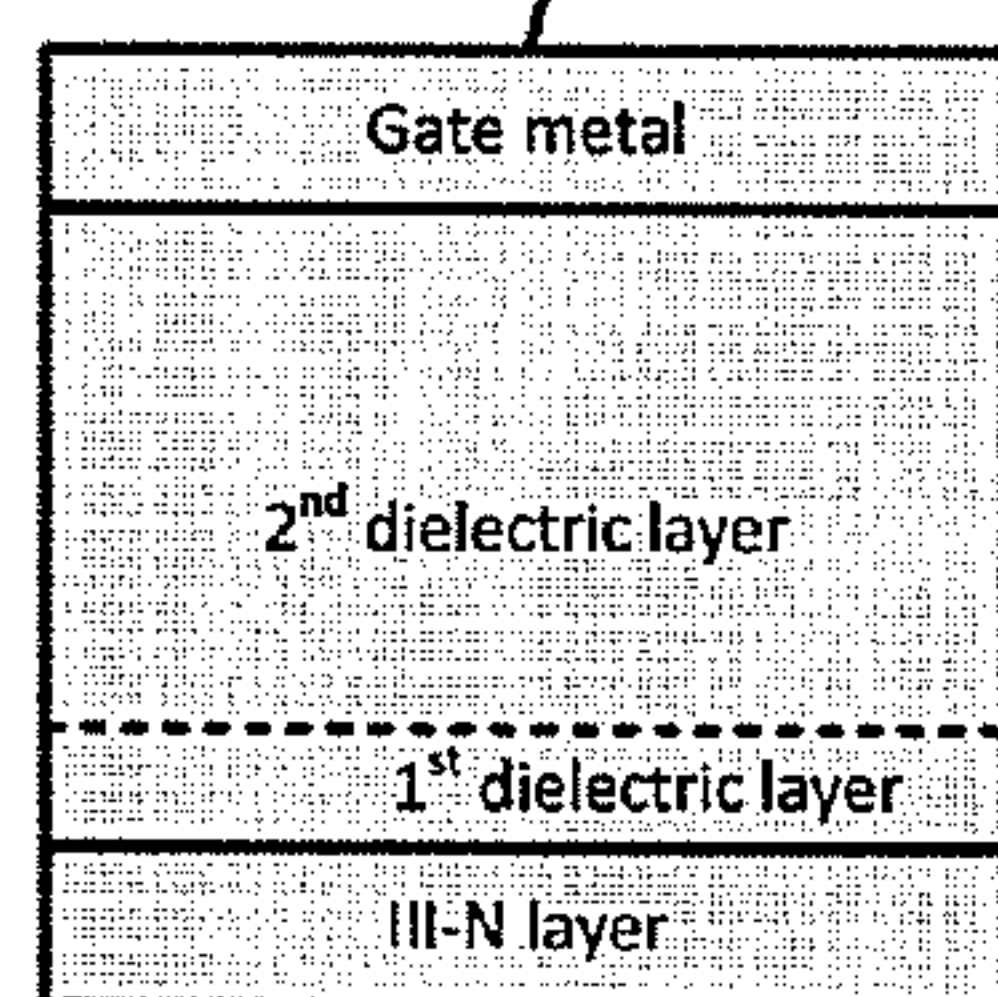 Gate metal
2nd dielectric layer
1st dielectric layer
III-N layer